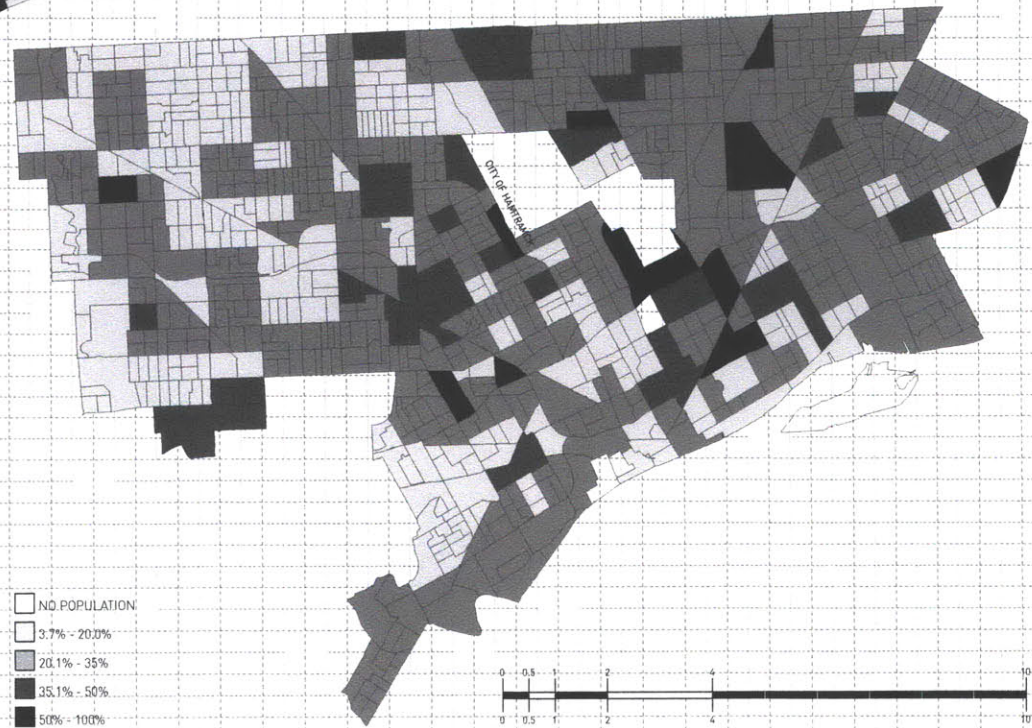 CITY OF HAMTRAMCK
NO POPULATION
3.7% - 20.0%
20.1% - 35%
35.1% - 50%
50% - 100%
0 0.5 1 2 4 10
0 0.5 1 2 4 10